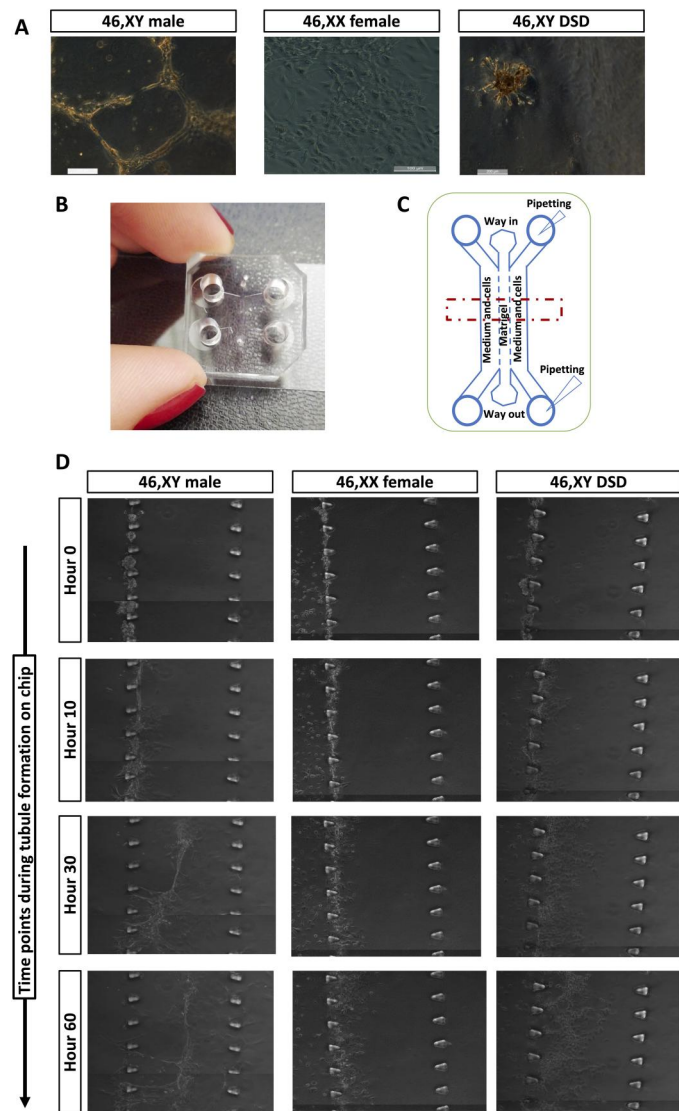 A
46,XY male
46,XX female
46,XY DSD
B
C
Way in
Pipetting
Medium and cells
Matrigel
Medium and cells
Way out
Pipetting
D
46,XY male
46,XX female
46,XY DSD
Time points during tubule formation on chip
Hour 0
Hour 10
Hour 30
Hour 60